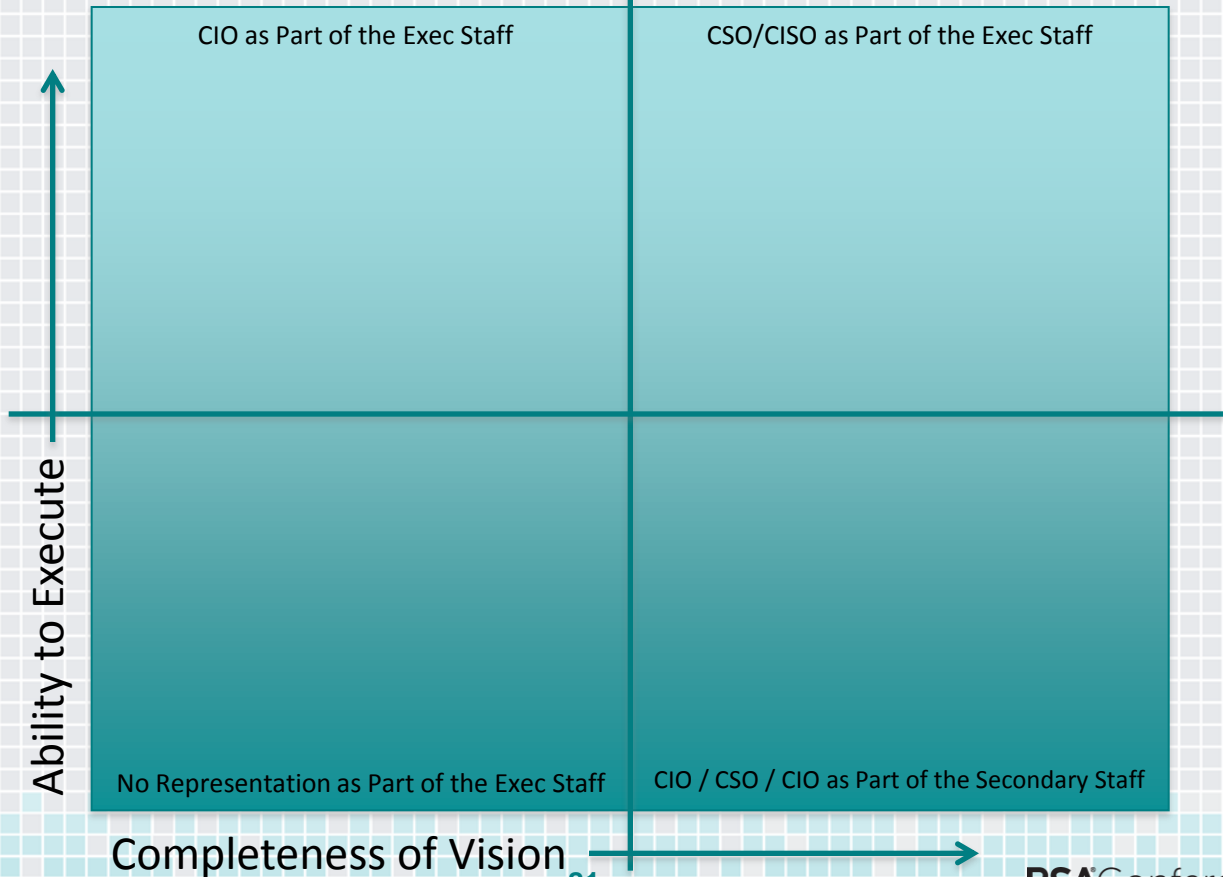 CIO as Part of the Exec Staff
CSO/CISO as Part of the Exec Staff
Ability to Execute
No Representation as Part of the Exec Staff
CIO / CSO / CIO as Part of the Secondary Staff
Completeness of Vision